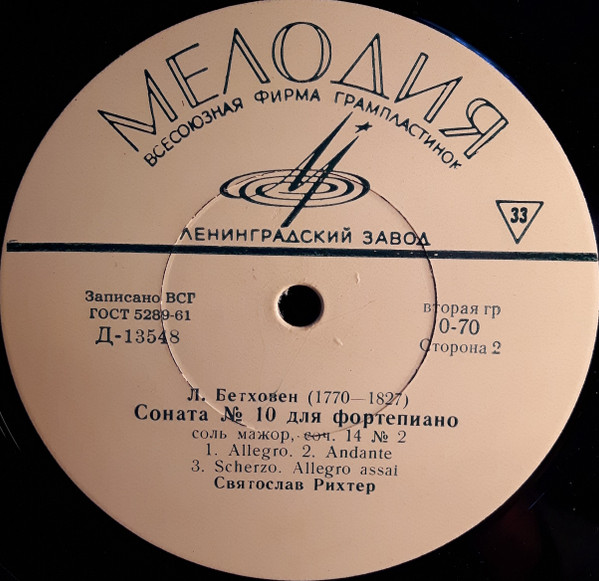 МЕЛОДИЯ
ВСЕСОЮЗНАЯ ФИРМА ГРАМПЛАСТИНОК
33
ЛЕНИНГРАДСКИЙ ЗАВОД
Записано ВСГ
ГОСТ 5289-61
Д-13548
вторая гр
0-70
Сторона 2
Л. Бетховен (1770—1827)
Соната № 10 для фортепиано
соль мажор, соч. 14 № 2
1. Allegro. 2. Andante
3. Scherzo. Allegro assai
Святослав Рихтер